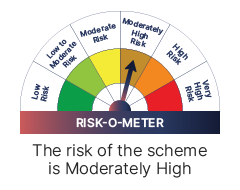 Low
Risk
Low to
Moderate
Risk
Moderate
Risk
Moderately
High
Risk
High
Risk
Very
High
Risk
RISK-O-METER
The risk of the scheme
is Moderately High